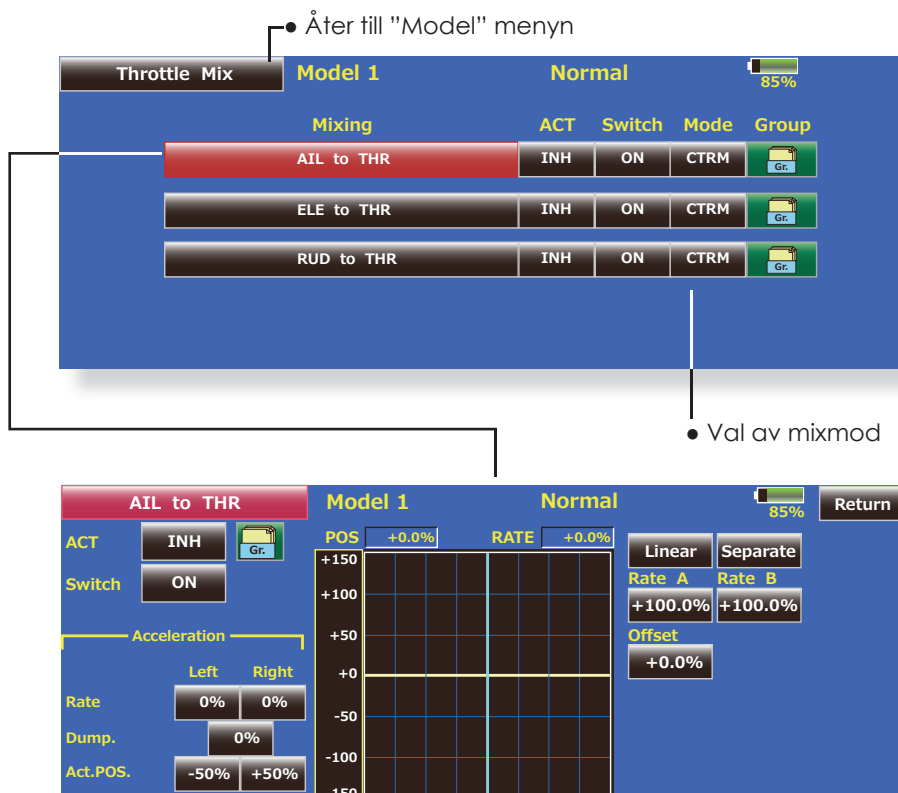 ● Åter till ”Model” menyn
Throttle Mix Model 1 Normal 85%
Mixing ACT Switch Mode Group
AIL to THR INH ON CTRM Gr.
ELE to THR INH ON CTRM Gr.
RUD to THR INH ON CTRM Gr.
● Val av mixmod
AIL to THR Model 1 Normal 85% Return
ACT INH Gr. POS +0.0% RATE +0.0%
Linear Separate
Switch ON
Rate A Rate B
+100.0% +100.0%
Offset
+0.0%
Acceleration
Left Right
Rate 0% 0%
Dump. 0%
Act.POS. -50% +50%
+150
+100
+50
+0
-50
-100
-150